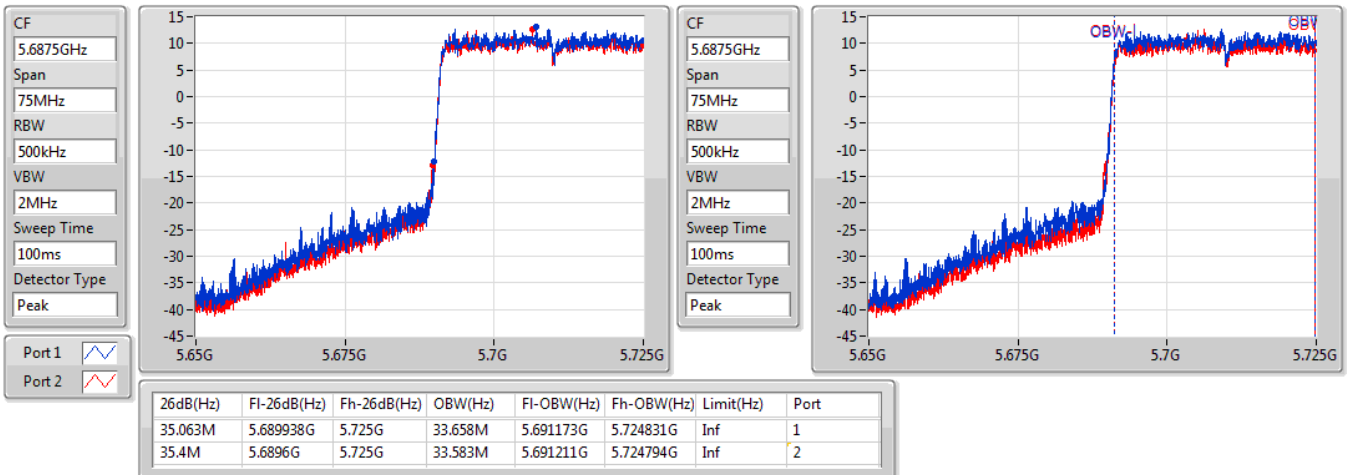 CF
5.6875GHz
Span
75MHz
RBW
500kHz
VBW
2MHz
Sweep Time
100ms
Detector Type
Peak
Port 1
Port 2
15
10
5
0
-5
-10
-15
-20
-25
-30
-35
-40
-45
5.65G 5.675G 5.7G 5.725G
CF
5.6875GHz
Span
75MHz
RBW
500kHz
VBW
2MHz
Sweep Time
100ms
Detector Type
Peak
15
10
5
0
-5
-10
-15
-20
-25
-30
-35
-40
-45
OBW
OBW
5.65G 5.675G 5.7G 5.725G
26dB(Hz) Fl-26dB(Hz) Fh-26dB(Hz) OBW(Hz) Fl-OBW(Hz) Fh-OBW(Hz) Limit(Hz) Port
35.063M 5.689938G 5.725G 33.658M 5.691173G 5.724831G Inf 1
35.4M 5.6896G 5.725G 33.583M 5.691211G 5.724794G Inf 2